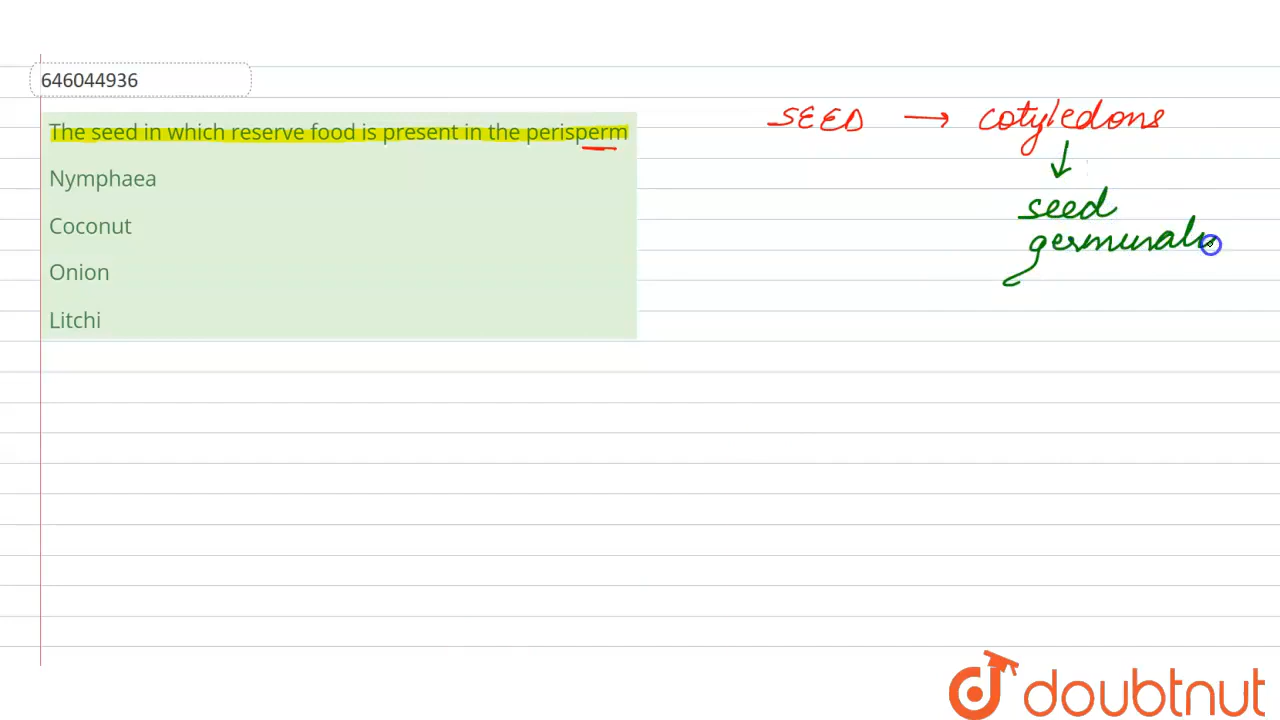 646044936
The seed in which reserve food is present in the perisperm
Nymphaea
Coconut
Onion
Litchi
SEED → cotyledons
↓
seed
doubtnut